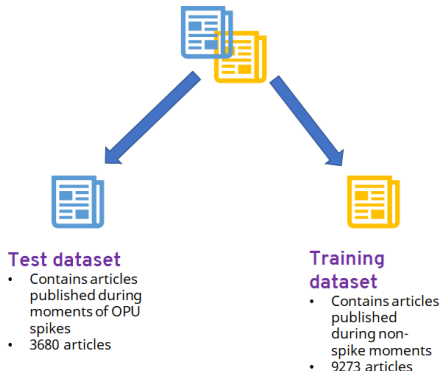 Test dataset
• Contains articles
published during
moments of OPU
spikes
• 3680 articles
Training
dataset
• Contains articles
published
during non-
spike moments
• 9273 articles